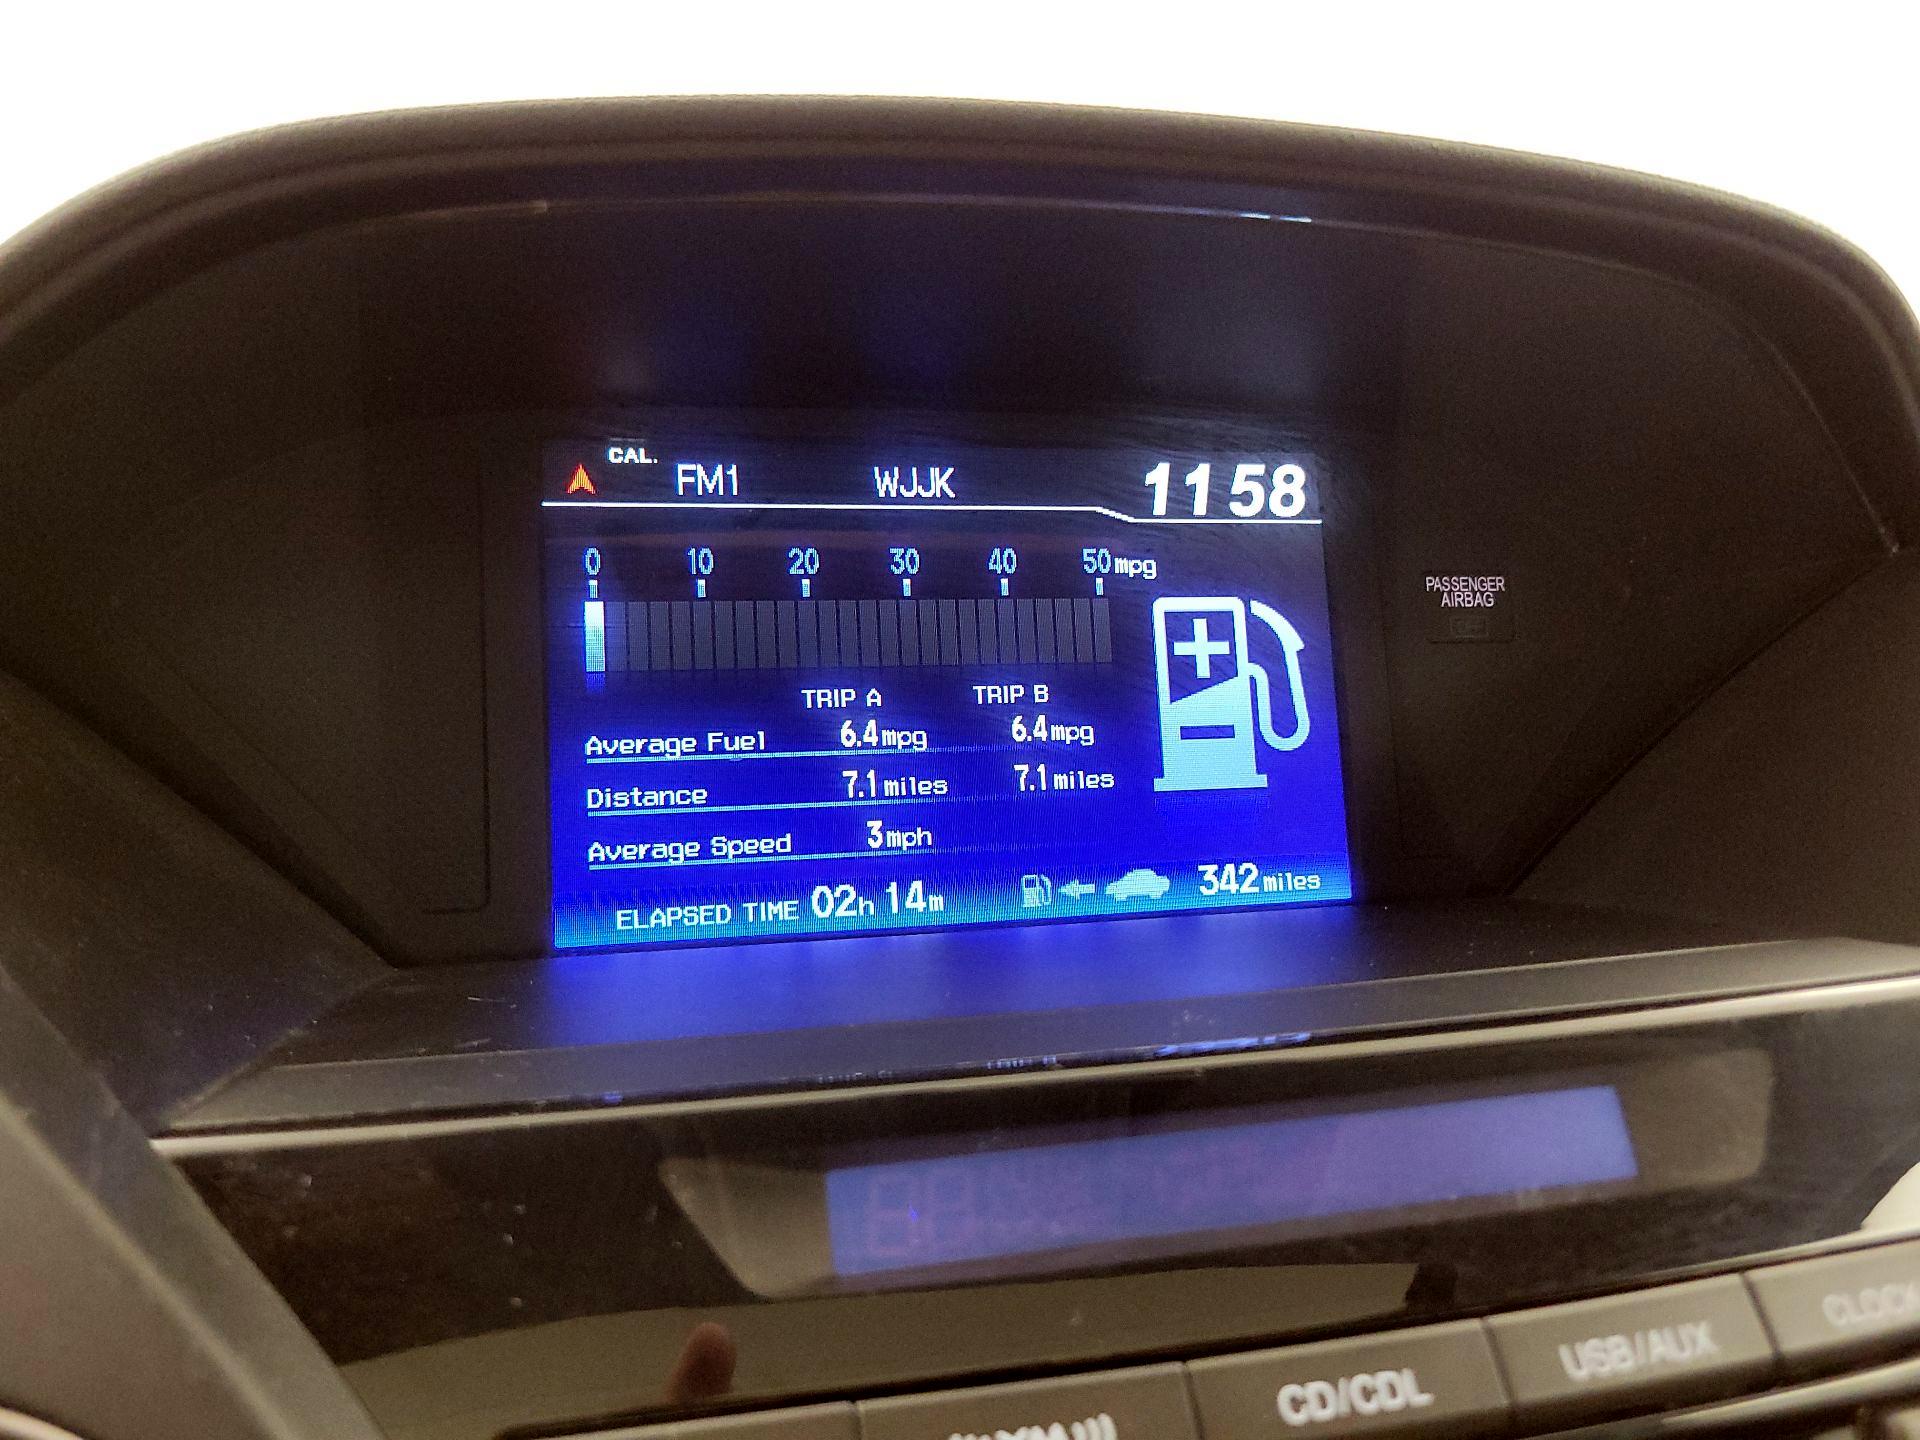 CAL.
FM1 WJJK 11 58
0 10 20 30 40 50 mpg
TRIP A TRIP B
Average Fuel 6.4 mpg 6.4 mpg
Distance 7.1 miles 7.1 miles
Average Speed 3 mph
ELAPSED TIME 02h 14m 342 miles
PASSENGER
AIRBAG
CD/CDL USB/AUX CLOCK